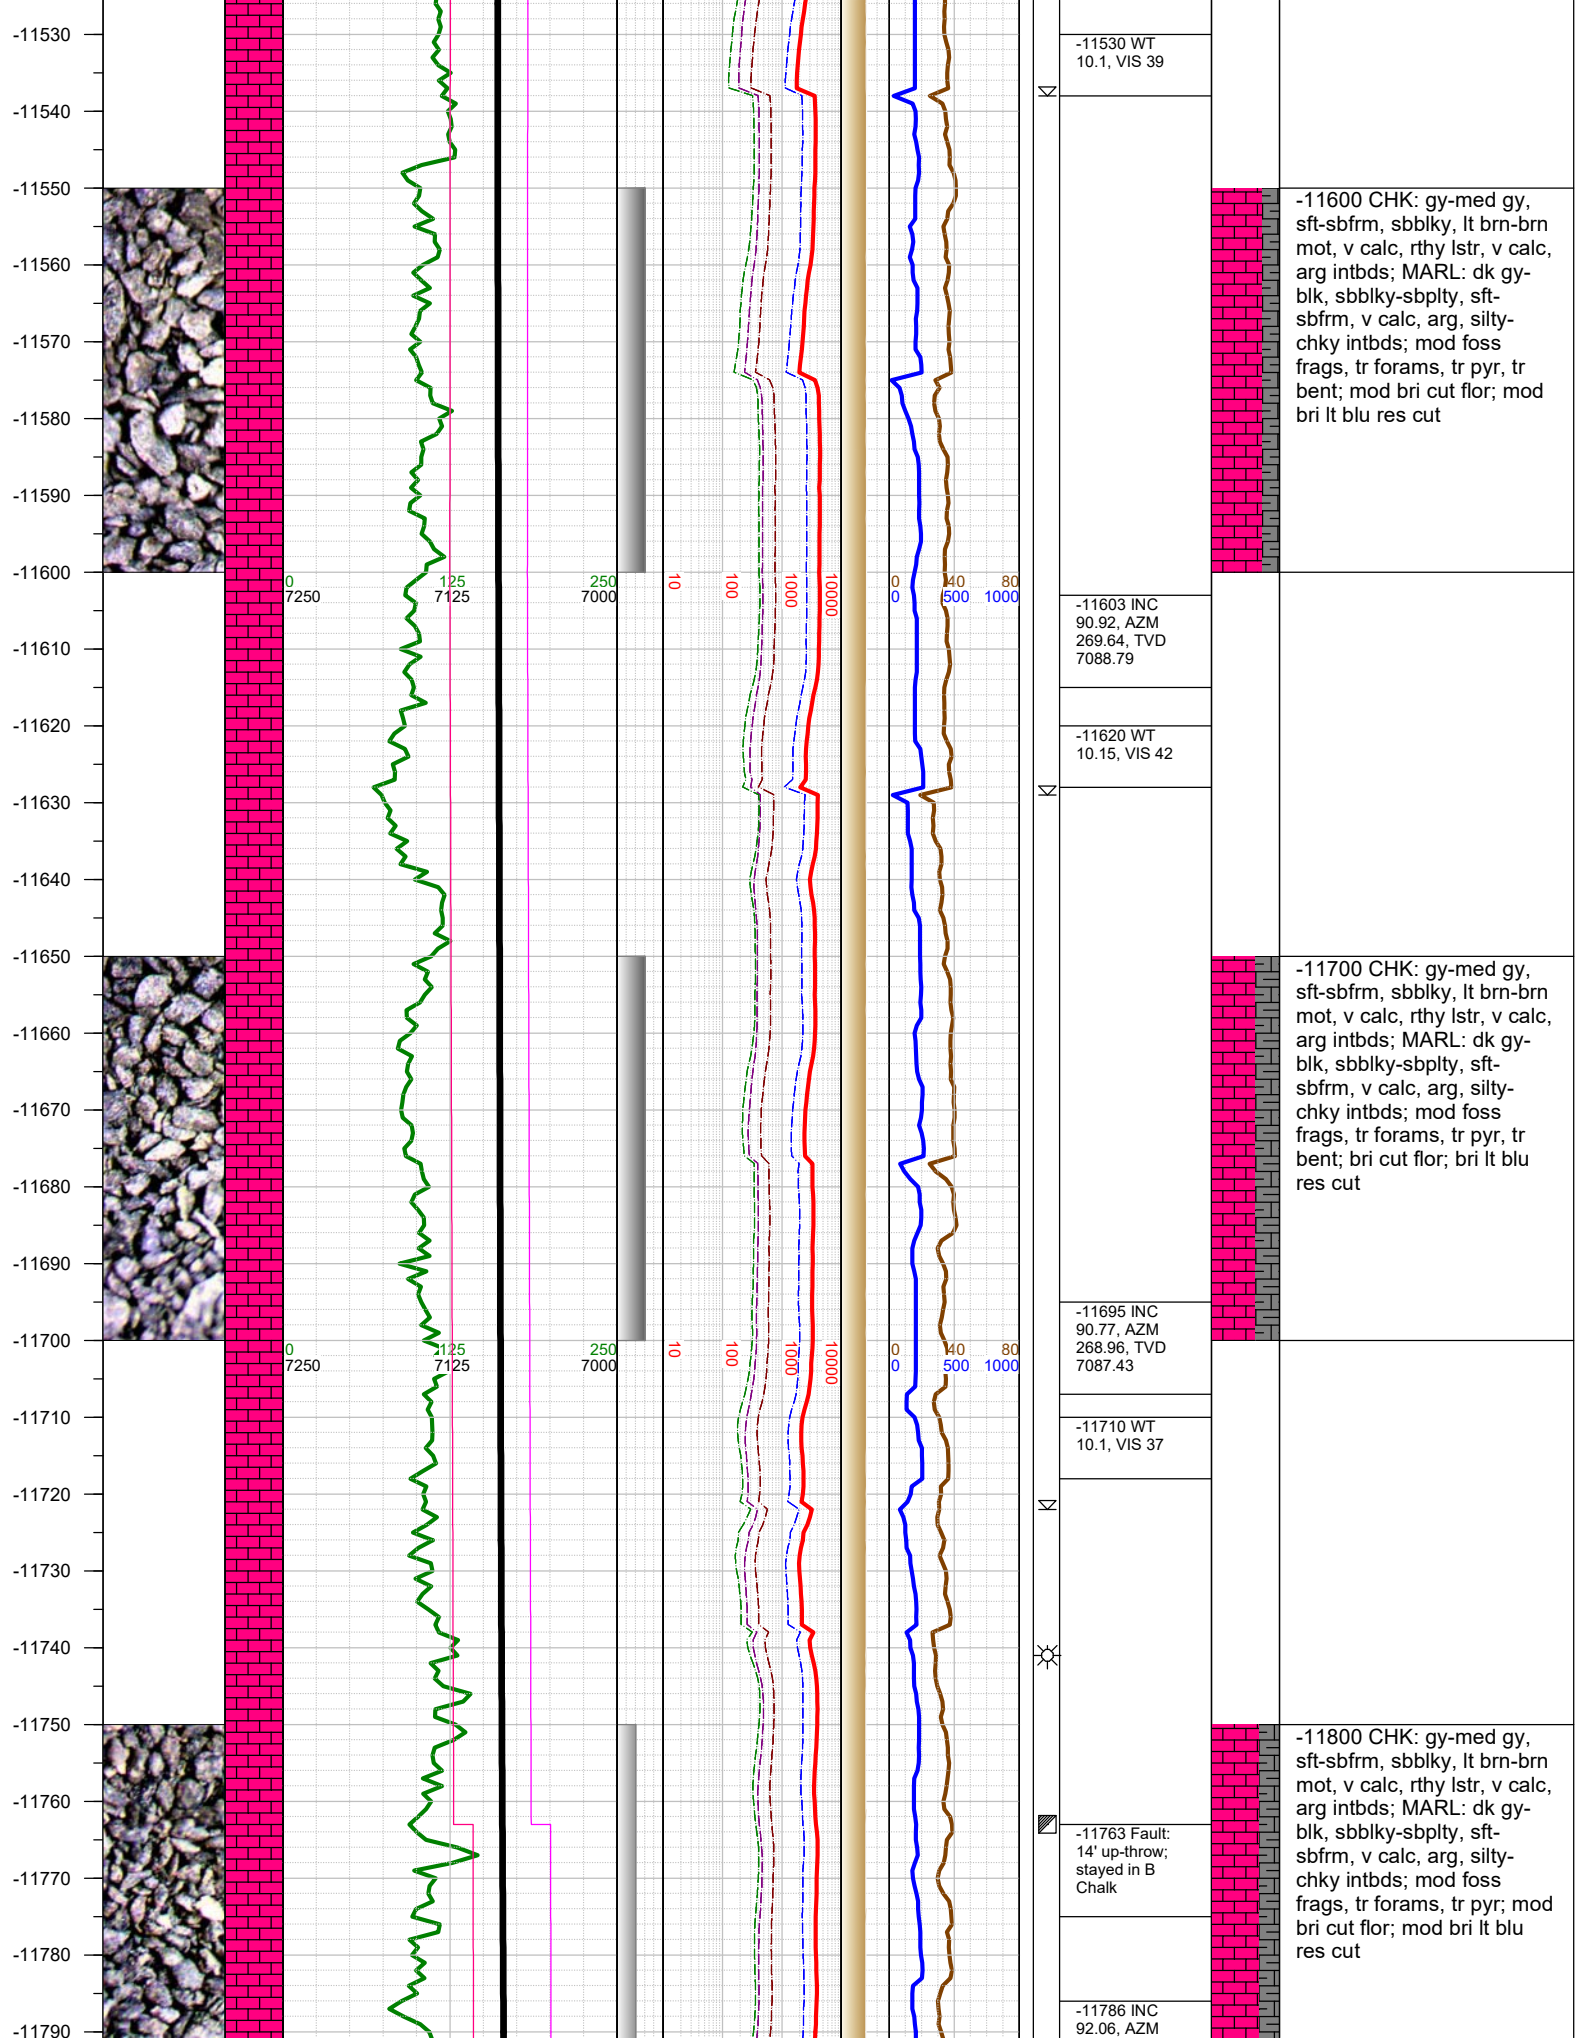 -11530
-11540
-11550
-11560
-11570
-11580
-11590
-11600
-11610
-11620
-11630
-11640
-11650
-11660
-11670
-11680
-11690
-11700
-11710
-11720
-11730
-11740
-11750
-11760
-11770
-11780
-11790
0 125 250
7250 7125 7000
10 100 1000 10000
0 40 80
0 500 1000
0 125 250
7250 7125 7000
10 100 1000 10000
0 40 80
0 500 1000
-11530 WT
10.1, VIS 39
-11603 INC
90.92, AZM
269.64, TVD
7088.79
-11620 WT
10.15, VIS 42
-11695 INC
90.77, AZM
268.96, TVD
7087.43
-11710 WT
10.1, VIS 37
-11763 Fault:
14' up-throw;
stayed in B
Chalk
-11786 INC
92.06, AZM
-11600 CHK: gy-med gy,
sft-sbfrm, sbblky, lt brn-brn
mot, v calc, rthy lstr, v calc,
arg intbds; MARL: dk gy-
blk, sbblky-sbplty, sft-
sbfrm, v calc, arg, silty-
chky intbds; mod foss
frags, tr forams, tr pyr, tr
bent; mod bri cut flor; mod
bri lt blu res cut
-11700 CHK: gy-med gy,
sft-sbfrm, sbblky, lt brn-brn
mot, v calc, rthy lstr, v calc,
arg intbds; MARL: dk gy-
blk, sbblky-sbplty, sft-
sbfrm, v calc, arg, silty-
chky intbds; mod foss
frags, tr forams, tr pyr, tr
bent; bri cut flor; bri lt blu
res cut
-11800 CHK: gy-med gy,
sft-sbfrm, sbblky, lt brn-brn
mot, v calc, rthy lstr, v calc,
arg intbds; MARL: dk gy-
blk, sbblky-sbplty, sft-
sbfrm, v calc, arg, silty-
chky intbds; mod foss
frags, tr forams, tr pyr; mod
bri cut flor; mod bri lt blu
res cut